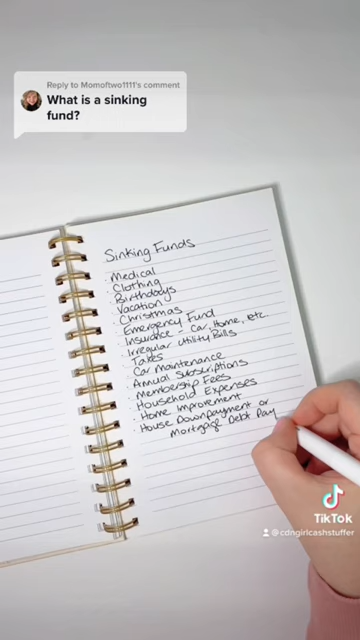 Reply to Momoftwo1111's comment
What is a sinking
fund?
Sinking Funds
· Medical
· Clothing
· Birthdays
· Vacation
· Christmas
· Emergency Fund
· Insurance - Car, Home, etc.
· Irregular Utility Bills
· Taxes
· Car Maintenance
· Annual Subscriptions
· Membership Fees
· Household Expenses
· Home Improvement
· House Downpayment or
Mortgage Debt Pay
TikTok
@cdngirlcashstuffer